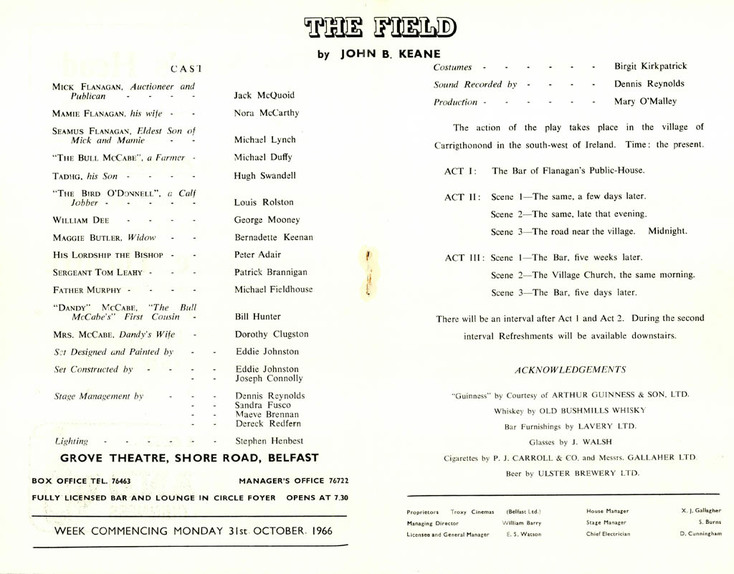 THE FIELD
by JOHN B. KEANE
CAST
MICK FLANAGAN, Auctioneer and
Publican - - - - Jack McQuoid
MAMIE FLANAGAN, his wife - - Nora McCarthy
SEAMUS FLANAGAN, Eldest Son of
Mick and Mamie - - Michael Lynch
"THE BULL MCCABE", a Farmer - Michael Duffy
TADHG, his Son - - - - Hugh Swandell
"THE BIRD O'DONNELL", a Calf
Jobber - - - - - Louis Rolston
WILLIAM DEE - - - - George Mooney
MAGGIE BUTLER, Widow - - Bernadette Keenan
HIS LORDSHIP THE BISHOP - - Peter Adair
SERGEANT TOM LEAHY - - - Patrick Brannigan
FATHER MURPHY - - - - Michael Fieldhouse
"DANDY" MCCABE, "The Bull
McCabe's" First Cousin - Bill Hunter
MRS. MCCABE, Dandy's Wife - Dorothy Clugston
Set Designed and Painted by - - Eddie Johnston
Set Constructed by - - - - Eddie Johnston
- - Joseph Connolly
Stage Management by - - - Dennis Reynolds
- - Sandra Fusco
- - Maeve Brennan
- - Dereck Redfern
Lighting - - - - - - Stephen Henbest
GROVE THEATRE, SHORE ROAD, BELFAST
BOX OFFICE TEL. 76463 MANAGER'S OFFICE 76722
FULLY LICENSED BAR AND LOUNGE IN CIRCLE FOYER OPENS AT 7.30
WEEK COMMENCING MONDAY 31st OCTOBER, 1966
Costumes - - - - - - Birgit Kirkpatrick
Sound Recorded by - - - - Dennis Reynolds
Production - - - - - - Mary O'Malley
The action of the play takes place in the village of
Carrigthonond in the south-west of Ireland. Time: the present.
ACT I: The Bar of Flanagan's Public-House.
ACT II: Scene 1—The same, a few days later.
Scene 2—The same, late that evening.
Scene 3—The road near the village. Midnight.
ACT III: Scene 1—The Bar, five weeks later.
Scene 2—The Village Church, the same morning.
Scene 3—The Bar, five days later.
There will be an interval after Act 1 and Act 2. During the second
interval Refreshments will be available downstairs.
ACKNOWLEDGEMENTS
"Guinness" by Courtesy of ARTHUR GUINNESS & SON, LTD.
Whiskey by OLD BUSHMILLS WHISKY
Bar Furnishings by LAVERY LTD.
Glasses by J. WALSH
Cigarettes by P. J. CARROLL & CO. and Messrs. GALLAHER LTD
Beer by ULSTER BREWERY LTD.
Proprietors Troxy Cinemas (Belfast Ltd.) House Manager X. J. Gallagher
Managing Director William Barry Stage Manager S. Burns
Licensee and General Manager E. S. Watson Chief Electrician D. Cunningham